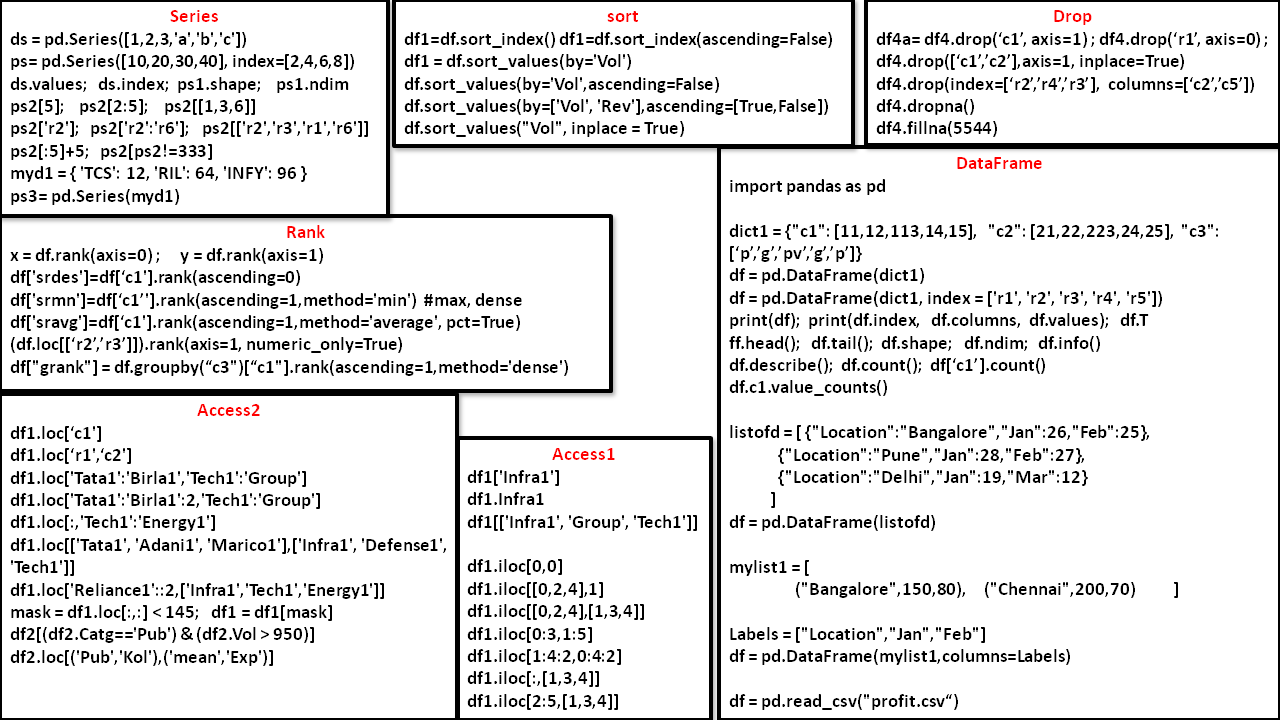 Series
ds = pd.Series([1,2,3,'a','b','c'])
ps= pd.Series([10,20,30,40], index=[2,4,6,8])
ds.values; ds.index; ps1.shape; ps1.ndim
ps2[5]; ps2[2:5]; ps2[[1,3,6]]
ps2['r2']; ps2['r2':'r6']; ps2[['r2','r3','r1','r6']]
ps2[:5]+5; ps2[ps2!=333]
myd1 = { 'TCS': 12, 'RIL': 64, 'INFY': 96 }
ps3= pd.Series(myd1)
sort
df1=df.sort_index() df1=df.sort_index(ascending=False)
df1 = df.sort_values(by='Vol')
df.sort_values(by='Vol',ascending=False)
df.sort_values(by=['Vol', 'Rev'],ascending=[True,False])
df.sort_values("Vol", inplace = True)
Drop
df4a= df4.drop(‘c1’, axis=1) ; df4.drop(‘r1’, axis=0) ;
df4.drop([‘c1’,’c2’],axis=1, inplace=True)
df4.drop(index=[‘r2’,’r4’,’r3’], columns=[‘c2’,’c5’])
df4.dropna()
df4.fillna(5544)
Rank
x = df.rank(axis=0) ; y = df.rank(axis=1)
df['srdes']=df[‘c1'].rank(ascending=0)
df['srmn']=df[‘c1’'].rank(ascending=1,method='min') #max, dense
df['sravg']=df[‘c1'].rank(ascending=1,method='average', pct=True)
(df.loc[[‘r2’,’r3’]]).rank(axis=1, numeric_only=True)
df["grank"] = df.groupby(“c3")[“c1"].rank(ascending=1,method='dense')
DataFrame
import pandas as pd
dict1 = {"c1": [11,12,113,14,15], "c2": [21,22,223,24,25], "c3":
[‘p’,’g’,’pv’,’g’,’p’]}
df = pd.DataFrame(dict1)
df = pd.DataFrame(dict1, index = ['r1', 'r2', 'r3', 'r4', 'r5'])
print(df); print(df.index, df.columns, df.values); df.T
ff.head(); df.tail(); df.shape; df.ndim; df.info()
df.describe(); df.count(); df[‘c1’].count()
df.c1.value_counts()
listofd = [ {"Location":"Bangalore","Jan":26,"Feb":25},
{"Location":"Pune","Jan":28,"Feb":27},
{"Location":"Delhi","Jan":19,"Mar":12}
]
df = pd.DataFrame(listofd)
mylist1 = [
("Bangalore",150,80), ("Chennai",200,70) ]
Labels = ["Location","Jan","Feb"]
df = pd.DataFrame(mylist1,columns=Labels)
df = pd.read_csv("profit.csv“)
Access2
df1.loc[‘c1']
df1.loc[‘r1',‘c2']
df1.loc['Tata1':'Birla1','Tech1':'Group']
df1.loc['Tata1':'Birla1':2,'Tech1':'Group']
df1.loc[:,'Tech1':'Energy1']
df1.loc[['Tata1', 'Adani1', 'Marico1'],['Infra1', 'Defense1',
'Tech1']]
df1.loc['Reliance1'::2,['Infra1','Tech1','Energy1']]
mask = df1.loc[:,:] < 145; df1 = df1[mask]
df2[(df2.Catg=='Pub') & (df2.Vol > 950)]
df2.loc[('Pub','Kol'),('mean','Exp')]
Access1
df1['Infra1']
df1.Infra1
df1[['Infra1', 'Group', 'Tech1']]
df1.iloc[0,0]
df1.iloc[[0,2,4],1]
df1.iloc[[0,2,4],[1,3,4]]
df1.iloc[0:3,1:5]
df1.iloc[1:4:2,0:4:2]
df1.iloc[:,[1,3,4]]
df1.iloc[2:5,[1,3,4]]